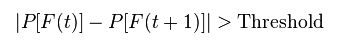 |P[F(t)] − P[F(t + 1)]| > Threshold